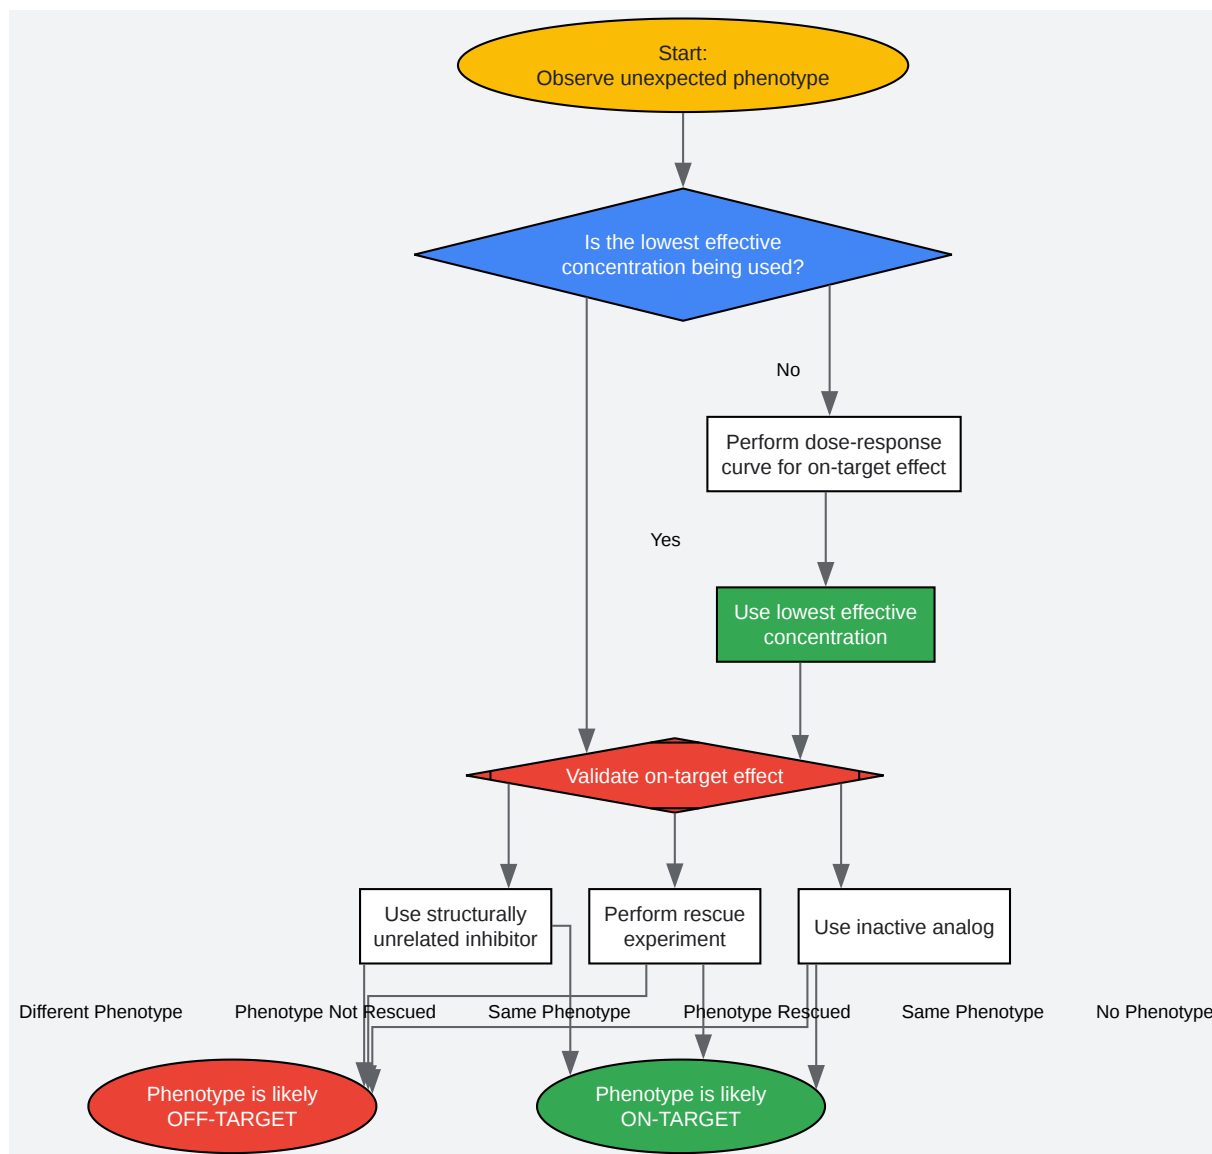 Start:
Observe unexpected phenotype
Is the lowest effective
concentration being used?
No
Perform dose-response
curve for on-target effect
Yes
Use lowest effective
concentration
Validate on-target effect
Use structurally
unrelated inhibitor
Perform rescue
experiment
Use inactive analog
Different Phenotype
Phenotype Not Rescued
Same Phenotype
Phenotype Rescued
Same Phenotype
No Phenotype
Phenotype is likely
OFF-TARGET
Phenotype is likely
ON-TARGET